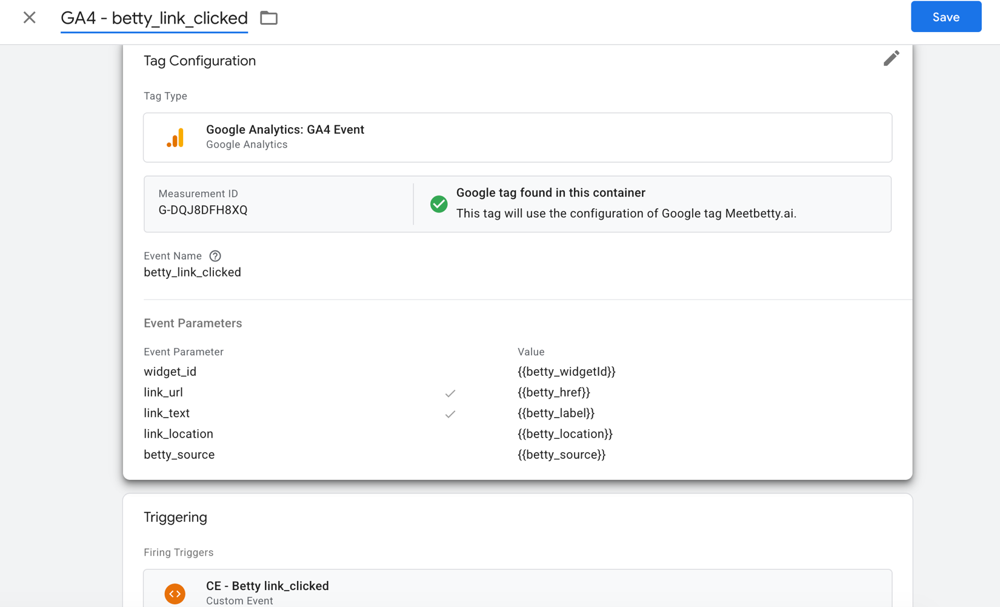 GA4 - betty_link_clicked
Save
Tag Configuration
Tag Type
Google Analytics: GA4 Event
Google Analytics
Measurement ID
G-DQJ8DFH8XQ
Google tag found in this container
This tag will use the configuration of Google tag Meetbetty.ai.
Event Name
betty_link_clicked
Event Parameters
Event Parameter Value
widget_id {{betty_widgetId}}
link_url {{betty_href}}
link_text {{betty_label}}
link_location {{betty_location}}
betty_source {{betty_source}}
Triggering
Firing Triggers
CE - Betty link_clicked
Custom Event